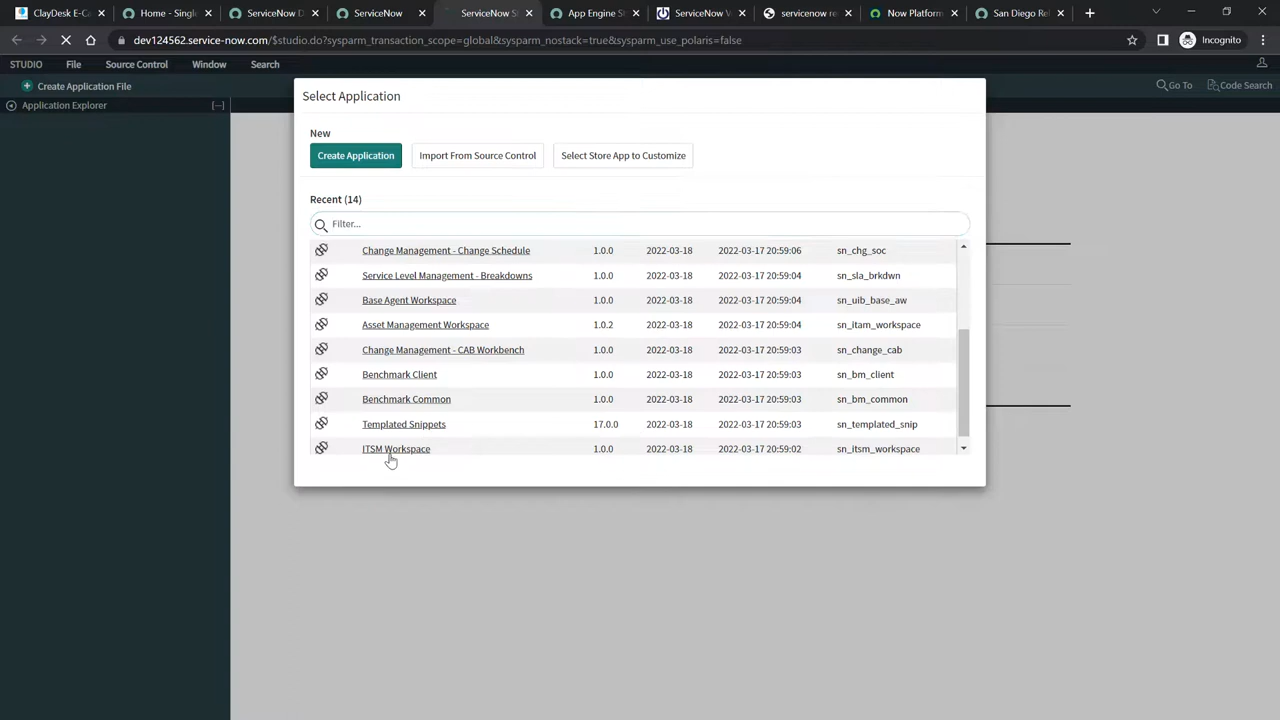 ClayDesk E-Ca
Home - Single
ServiceNow D
ServiceNow
ServiceNow S
App Engine S
ServiceNow V
servicenow re
Now Platform
San Diego Rel
dev124562.service-now.com/$studio.do?sysparm_transaction_scope=global&sysparm_nostack=true&sysparm_use_polaris=false
Incognito
STUDIO File Source Control Window Search
Create Application File
Go To
Code Search
Application Explorer
Select Application
New
Create Application
Import From Source Control
Select Store App to Customize
Recent (14)
Filter...
Change Management - Change Schedule 1.0.0 2022-03-18 2022-03-17 20:59:06 sn_chg_soc
Service Level Management - Breakdowns 1.0.0 2022-03-18 2022-03-17 20:59:04 sn_sla_brkdwn
Base Agent Workspace 1.0.0 2022-03-18 2022-03-17 20:59:04 sn_uib_base_aw
Asset Management Workspace 1.0.2 2022-03-18 2022-03-17 20:59:04 sn_itam_workspace
Change Management - CAB Workbench 1.0.0 2022-03-18 2022-03-17 20:59:03 sn_change_cab
Benchmark Client 1.0.0 2022-03-18 2022-03-17 20:59:03 sn_bm_client
Benchmark Common 1.0.0 2022-03-18 2022-03-17 20:59:03 sn_bm_common
Templated Snippets 17.0.0 2022-03-18 2022-03-17 20:59:03 sn_templated_snip
ITSM Workspace 1.0.0 2022-03-18 2022-03-17 20:59:02 sn_itsm_workspace